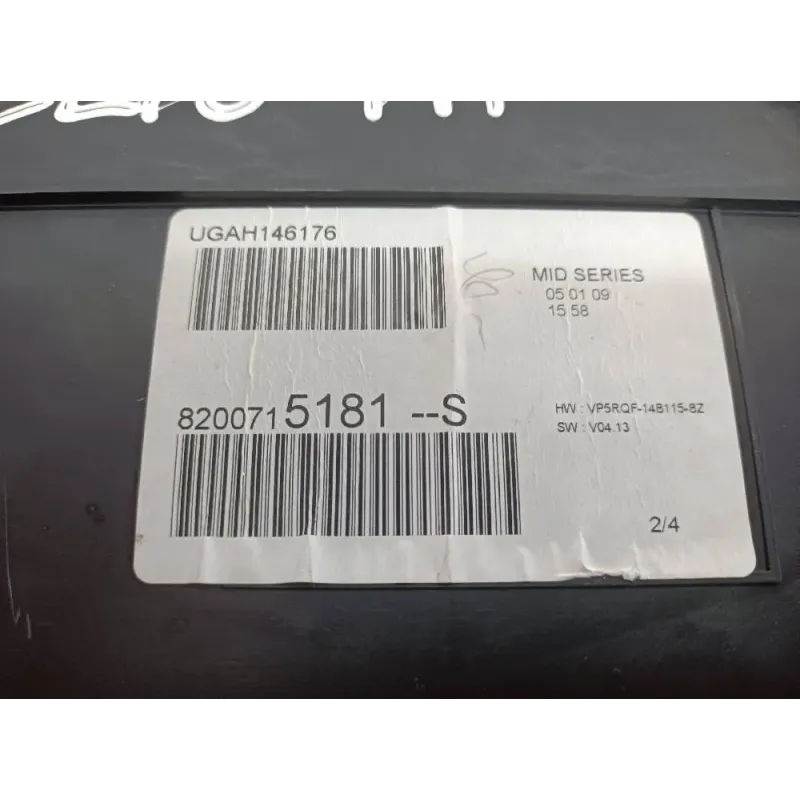 UGAH146176
MID SERIES
05 01 09
15 58
8200715181 --S
HW : VP5RQF-14B115-BZ
SW : V04.13
2/4